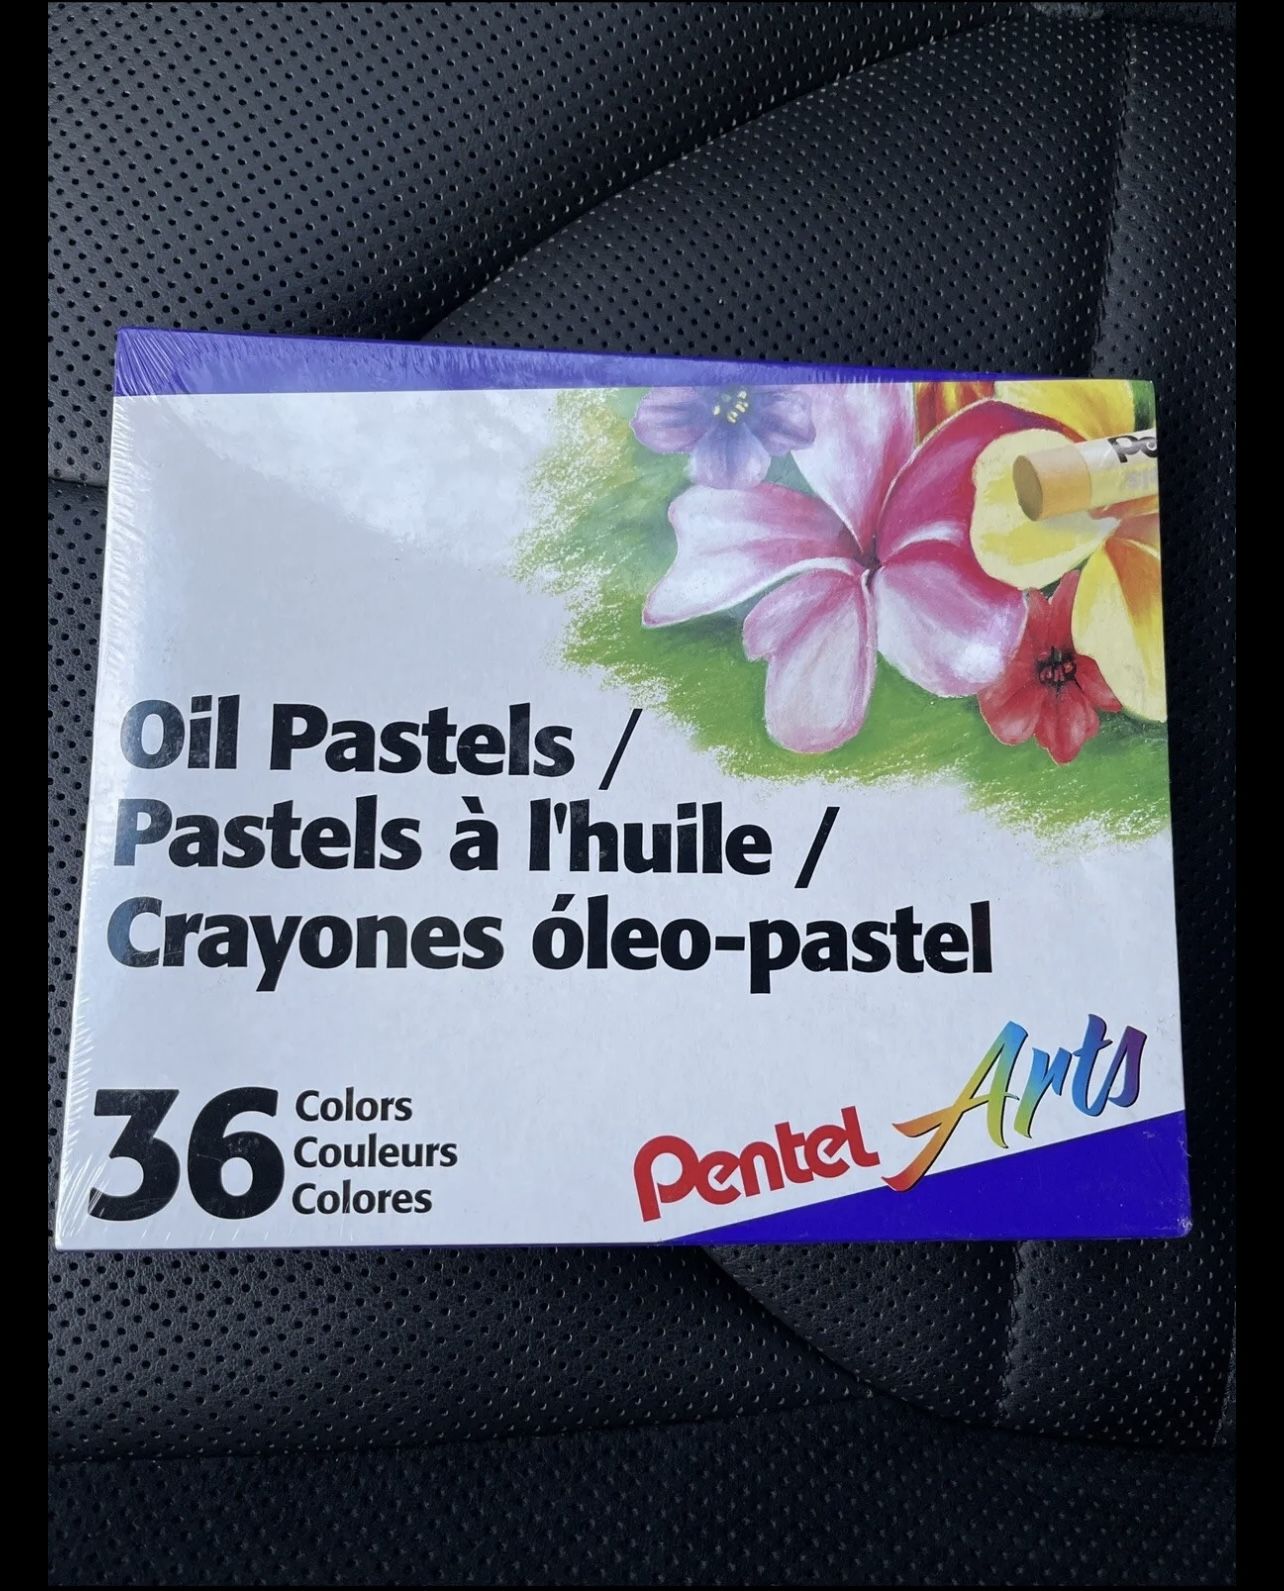 Oil Pastels /
Pastels à l'huile /
Crayones óleo-pastel
36
Colors
Couleurs
Colores
Pentel Arts